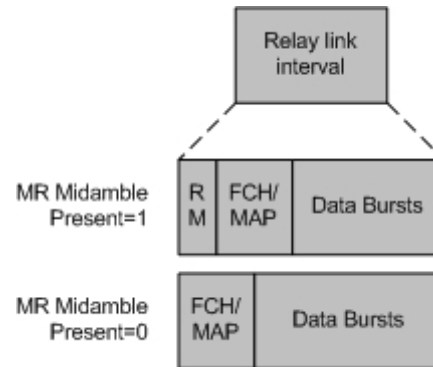 Relay link
interval
MR Midamble
Present=1
R
M
FCH/
MAP
Data Bursts
MR Midamble
Present=0
FCH/
MAP
Data Bursts